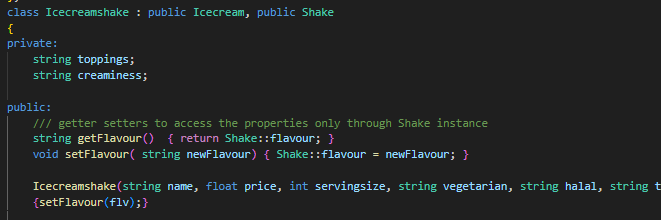 class Icecreamshake : public Icecream, public Shake
{
private:
    string toppings;
    string creaminess;
public:
    /// getter setters to access the properties only through Shake instance
    string getFlavour()  { return Shake::flavour; }
    void setFlavour( string newFlavour) { Shake::flavour = newFlavour; }
    Icecreamshake(string name, float price, int servingsize, string vegetarian, string halal, string t
    {setFlavour(flv);}